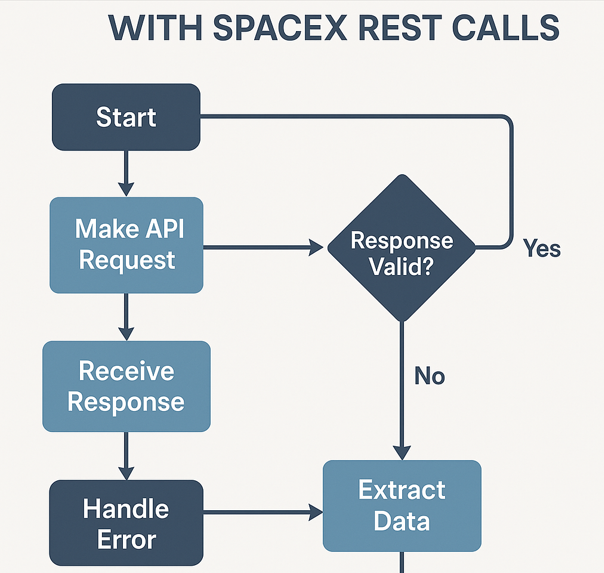 WITH SPACEX REST CALLS
Start
Make API
Request
Response
Valid?
Yes
Receive
Response
No
Handle
Error
Extract
Data